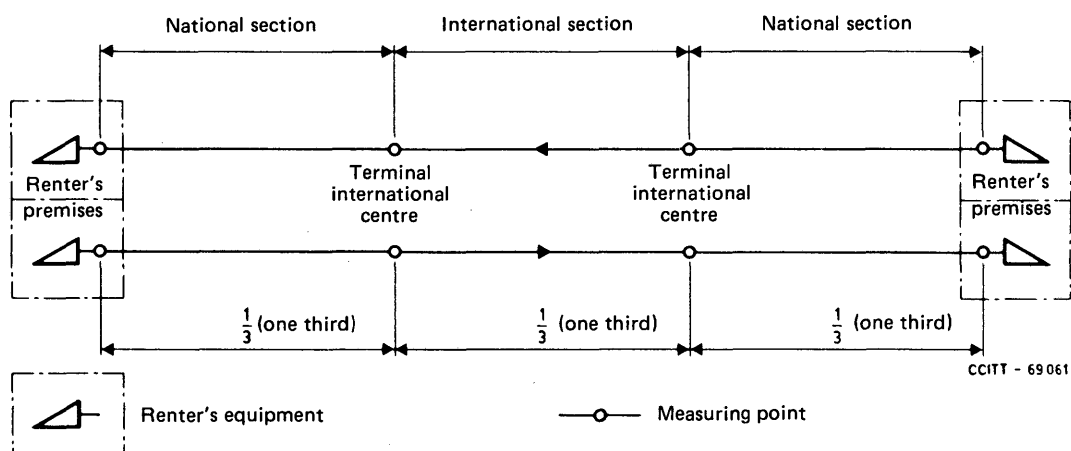 National section International section National section
Renter's
premises
Terminal
international
centre
Terminal
international
centre
Renter's
premises
1/3 (one third) 1/3 (one third) 1/3 (one third)
CCITT - 69061
Renter's equipment Measuring point